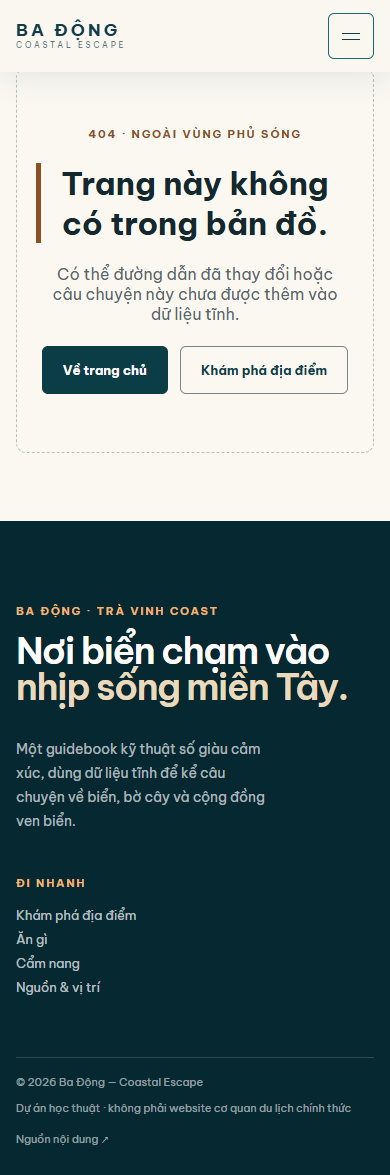 BA ĐỘNG
COASTAL ESCAPE
404 · NGOÀI VÙNG PHỦ SÓNG
Trang này không
có trong bản đồ.
Có thể đường dẫn đã thay đổi hoặc
câu chuyện này chưa được thêm vào
dữ liệu tĩnh.
Về trang chủ
Khám phá địa điểm
BA ĐỘNG · TRÀ VINH COAST
Nơi biển chạm vào
nhịp sống miền Tây.
Một guidebook kỹ thuật số giàu cảm
xúc, dùng dữ liệu tĩnh để kể câu
chuyện về biển, bờ cây và cộng đồng
ven biển.
ĐI NHANH
Khám phá địa điểm
Ăn gì
Cẩm nang
Nguồn & vị trí
© 2026 Ba Động — Coastal Escape
Dự án học thuật · không phải website cơ quan du lịch chính thức
Nguồn nội dung ↗